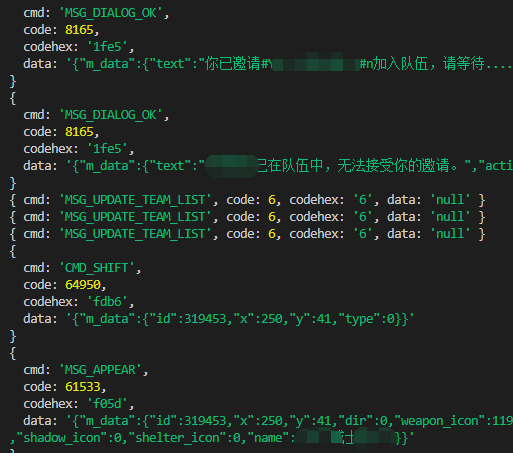 cmd: 'MSG_DIALOG_OK',
code: 8165,
codehex: '1fe5',
data: '{"m_data":{"text":"你已邀请#\#n加入队伍，请等待....
}
{
cmd: 'MSG_DIALOG_OK',
code: 8165,
codehex: '1fe5',
data: '{"m_data":{"text":"已在队伍中，无法接受你的邀请。","acti
}
{ cmd: 'MSG_UPDATE_TEAM_LIST', code: 6, codehex: '6', data: 'null' }
{ cmd: 'MSG_UPDATE_TEAM_LIST', code: 6, codehex: '6', data: 'null' }
{ cmd: 'MSG_UPDATE_TEAM_LIST', code: 6, codehex: '6', data: 'null' }
{
cmd: 'CMD_SHIFT',
code: 64950,
codehex: 'fdb6',
data: '{"m_data":{"id":319453,"x":250,"y":41,"type":0}}'
}
{
cmd: 'MSG_APPEAR',
code: 61533,
codehex: 'f05d',
data: '{"m_data":{"id":319453,"x":250,"y":41,"dir":0,"weapon_icon":119
,"shadow_icon":0,"shelter_icon":0,"name":}}'